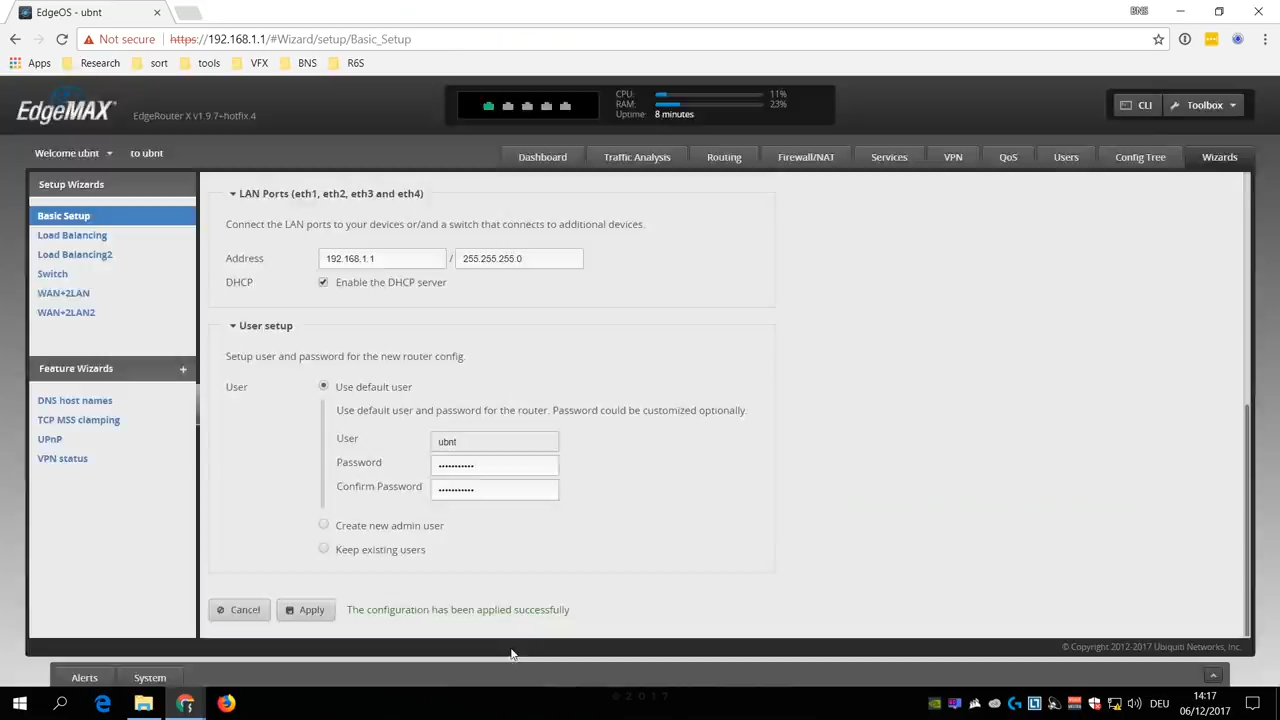 EdgeOS - ubnt
BNS
Not secure
https://192.168.1.1/#Wizard/setup/Basic_Setup
Apps Research sort tools VFX BNS R6S
EdgeMAX
EdgeRouter X v1.9.7+hotfix.4
CPU: 11%
RAM: 23%
Uptime: 8 minutes
CLI
Toolbox
Welcome ubnt to ubnt
Dashboard Traffic Analysis Routing Firewall/NAT Services VPN QoS Users Config Tree Wizards
Setup Wizards
Basic Setup
Load Balancing
Load Balancing2
Switch
WAN+2LAN
WAN+2LAN2
Feature Wizards +
DNS host names
TCP MSS clamping
UPnP
VPN status
LAN Ports (eth1, eth2, eth3 and eth4)
Connect the LAN ports to your devices or/and a switch that connects to additional devices.
Address 192.168.1.1 / 255.255.255.0
DHCP Enable the DHCP server
User setup
Setup user and password for the new router config.
User Use default user
Use default user and password for the router. Password could be customized optionally.
User ubnt
Password •••••••••••
Confirm Password •••••••••••
Create new admin user
Keep existing users
Cancel Apply The configuration has been applied successfully
© Copyright 2012-2017 Ubiquiti Networks, Inc.
Alerts System
© 2017
DEU
14:17
06/12/2017